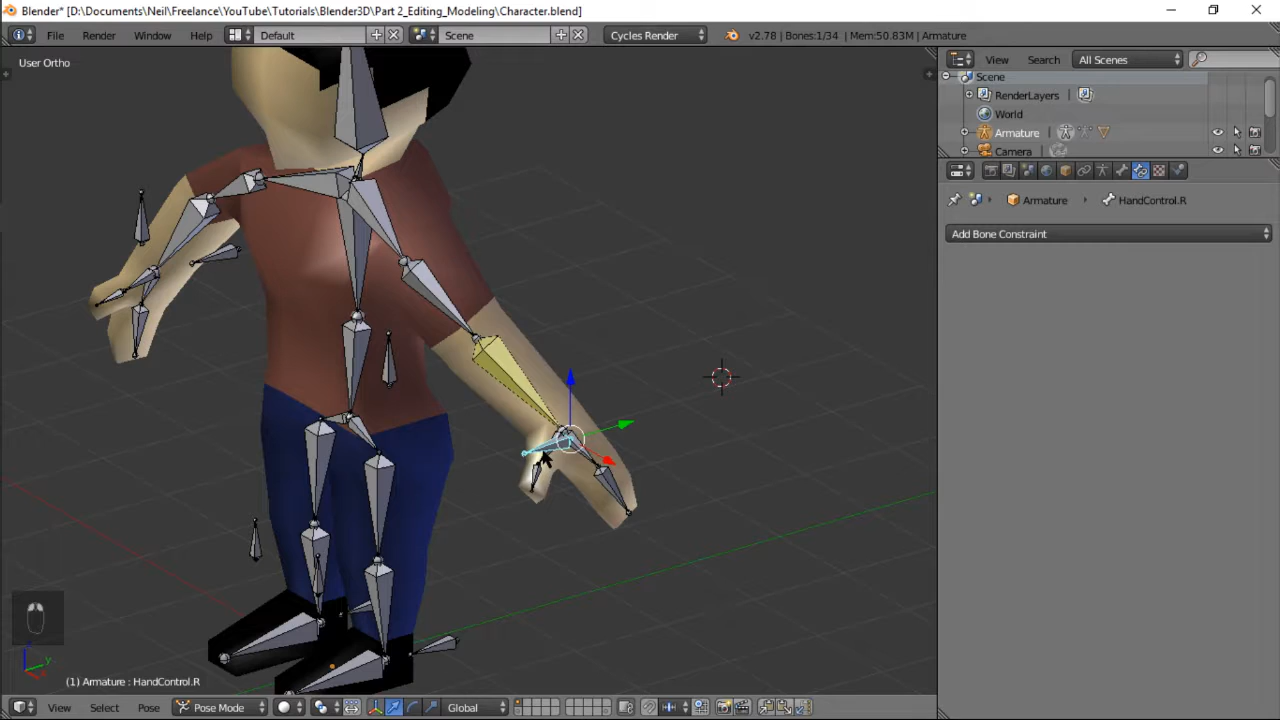 Blender* [D:\Documents\Neil\Freelance\YouTube\Tutorials\Blender3D\Part 2_Editing_Modeling\Character.blend]
File Render Window Help Default Scene Cycles Render v2.78 | Bones:1/34 | Mem:50.83M | Armature
User Ortho
View Search All Scenes
Scene
RenderLayers
World
Armature
Camera
Armature HandControl.R
Add Bone Constraint
(1) Armature : HandControl.R
View Select Pose Pose Mode Global